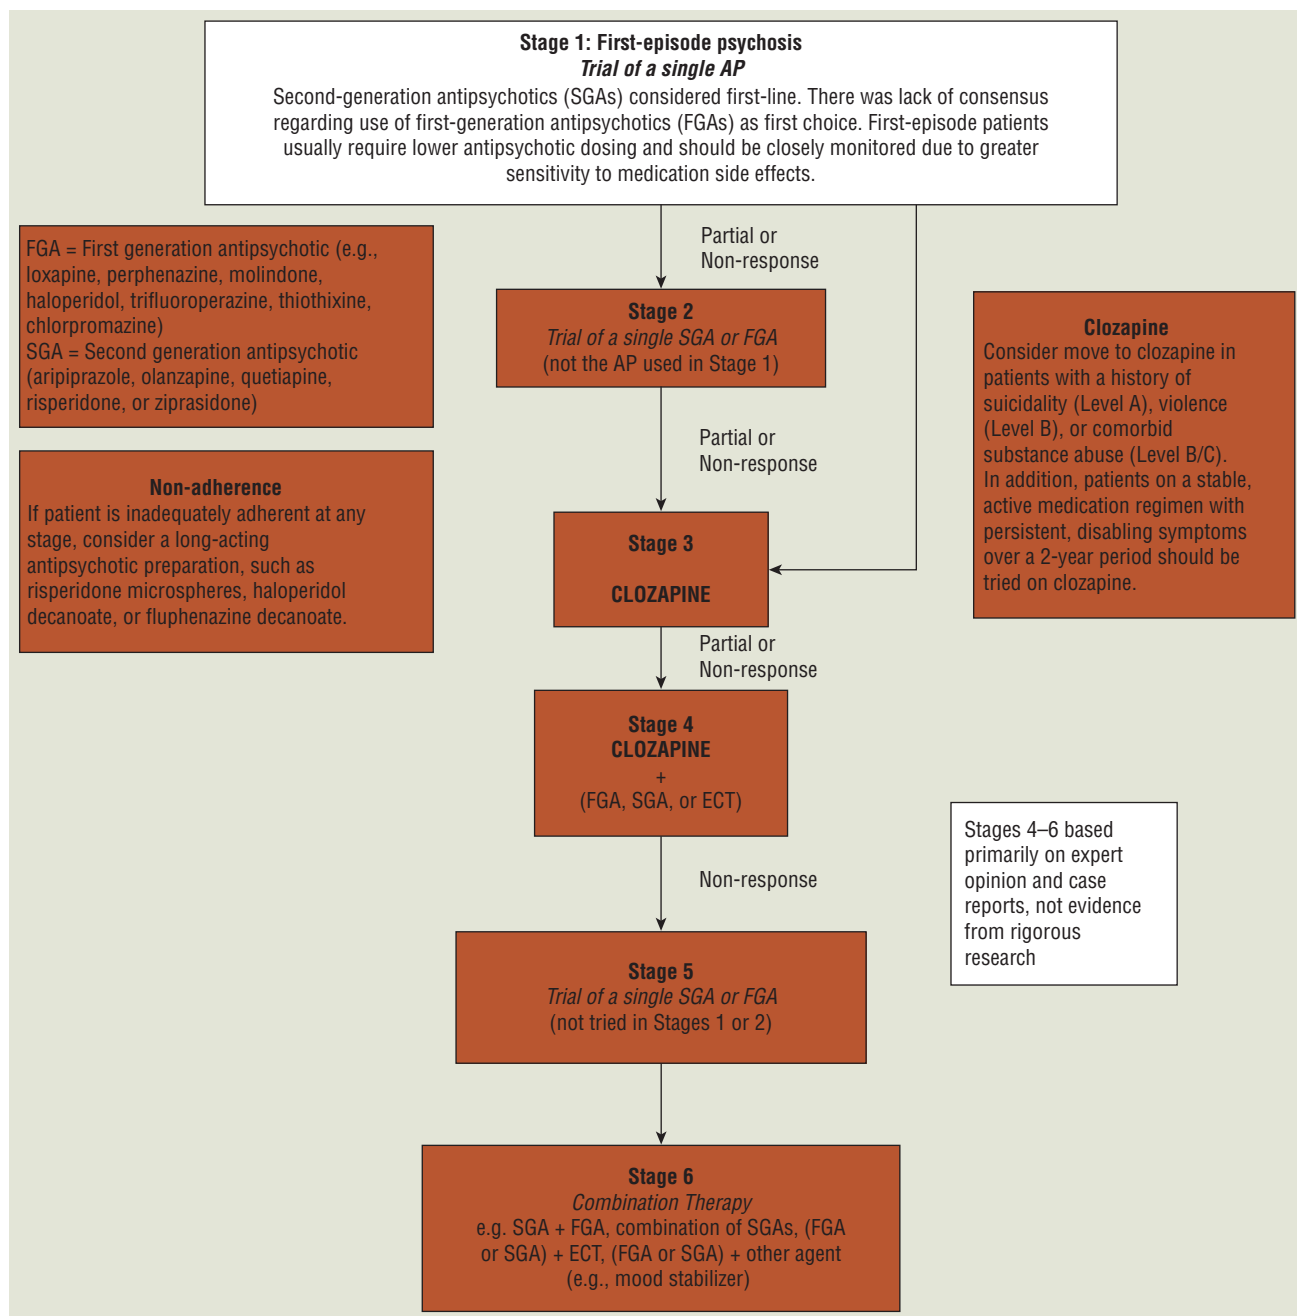 Stage 1: First-episode psychosis
Trial of a single AP
Second-generation antipsychotics (SGAs) considered first-line. There was lack of consensus
regarding use of first-generation antipsychotics (FGAs) as first choice. First-episode patients
usually require lower antipsychotic dosing and should be closely monitored due to greater
sensitivity to medication side effects.
Partial or
Non-response
FGA = First generation antipsychotic (e.g.,
loxapine, perphenazine, molindone,
haloperidol, trifluoroperazine, thiothixine,
chlorpromazine)
SGA = Second generation antipsychotic
(aripiprazole, olanzapine, quetiapine,
risperidone, or ziprasidone)
Stage 2
Trial of a single SGA or FGA
(not the AP used in Stage 1)
Clozapine
Consider move to clozapine in
patients with a history of
suicidality (Level A), violence
(Level B), or comorbid
substance abuse (Level B/C).
In addition, patients on a stable,
active medication regimen with
persistent, disabling symptoms
over a 2-year period should be
tried on clozapine.
Partial or
Non-response
Non-adherence
If patient is inadequately adherent at any
stage, consider a long-acting
antipsychotic preparation, such as
risperidone microspheres, haloperidol
decanoate, or fluphenazine decanoate.
Stage 3
CLOZAPINE
Partial or
Non-response
Stage 4
CLOZAPINE
+
(FGA, SGA, or ECT)
Stages 4–6 based
primarily on expert
opinion and case
reports, not evidence
from rigorous
research
Non-response
Stage 5
Trial of a single SGA or FGA
(not tried in Stages 1 or 2)
Stage 6
Combination Therapy
e.g. SGA + FGA, combination of SGAs, (FGA
or SGA) + ECT, (FGA or SGA) + other agent
(e.g., mood stabilizer)